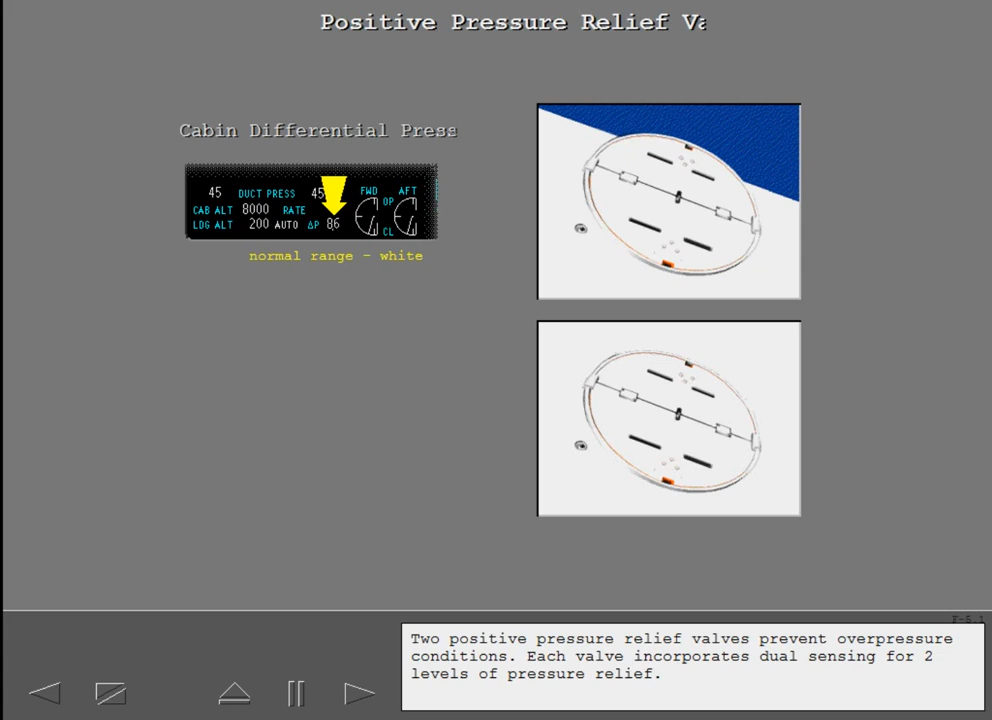 Positive Pressure Relief Va
Cabin Differential Press
45 DUCT PRESS 45
FWD AFT
CAB ALT 8000 RATE
OP
LDG ALT 200 AUTO ΔP 8.6
CL
normal range - white
Two positive pressure relief valves prevent overpressure
conditions. Each valve incorporates dual sensing for 2
levels of pressure relief.